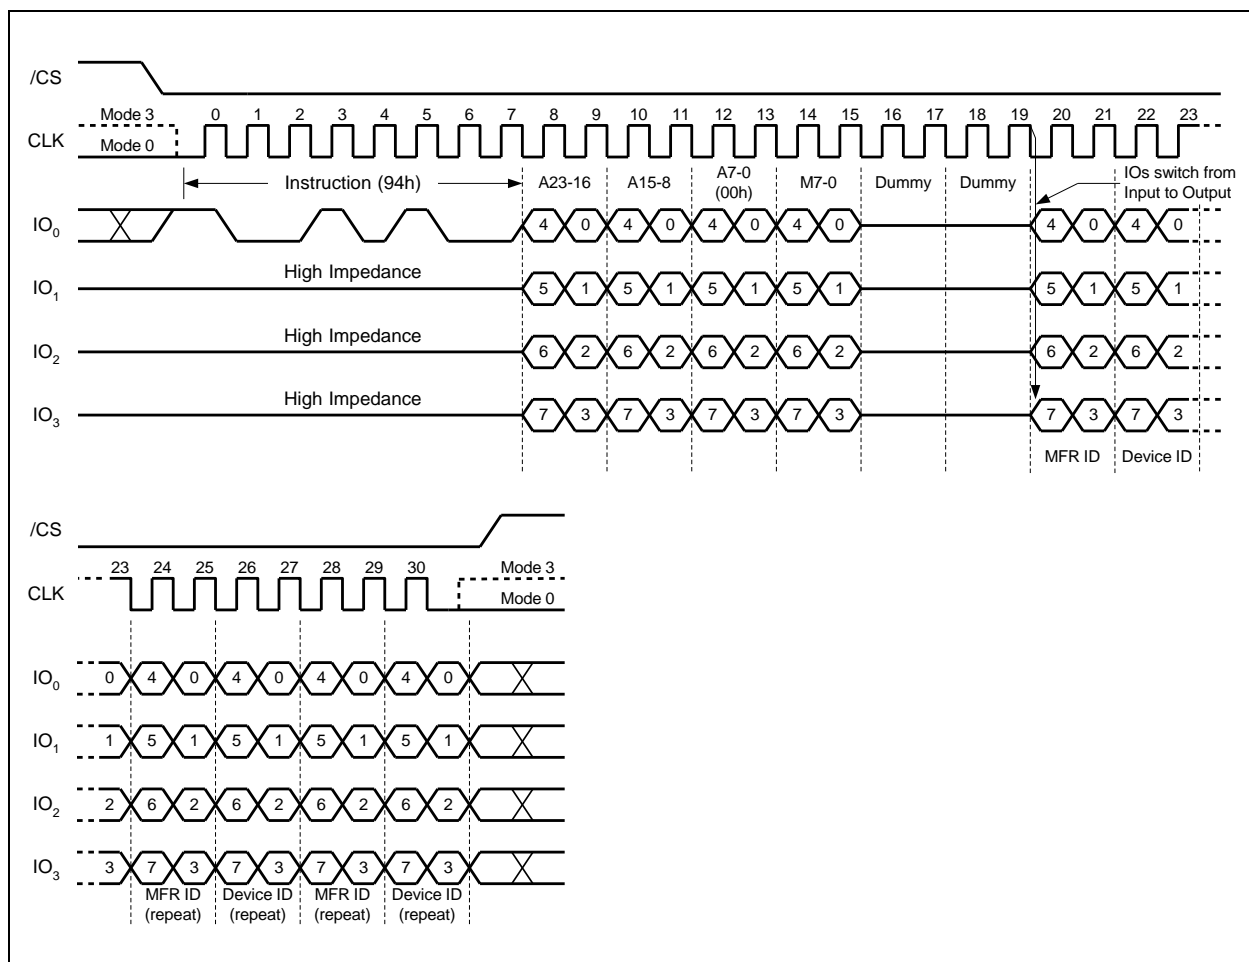 /CS
Mode 3 0 1 2 3 4 5 6 7 8 9 10 11 12 13 14 15 16 17 18 19 20 21 22 23
CLK
Mode 0
Instruction (94h) A23-16 A15-8 A7-0 (00h) M7-0 Dummy Dummy
IOs switch from
Input to Output
IO0 4 0 4 0 4 0 4 0 4 0 4 0
High Impedance
IO1 5 1 5 1 5 1 5 1 5 1 5 1
High Impedance
IO2 6 2 6 2 6 2 6 2 6 2 6 2
High Impedance
IO3 7 3 7 3 7 3 7 3 7 3 7 3
MFR ID Device ID
/CS
23 24 25 26 27 28 29 30 Mode 3
CLK
Mode 0
IO0 0 4 0 4 0 4 0 4 0
IO1 1 5 1 5 1 5 1 5 1
IO2 2 6 2 6 2 6 2 6 2
IO3 3 7 3 7 3 7 3 7 3
MFR ID Device ID MFR ID Device ID
(repeat) (repeat) (repeat) (repeat)